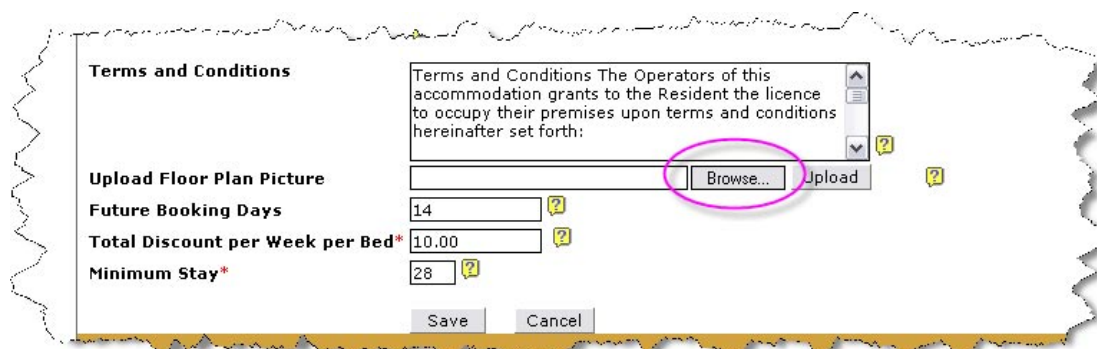 Terms and Conditions
Terms and Conditions The Operators of this
accommodation grants to the Resident the licence
to occupy their premises upon terms and conditions
hereinafter set forth:
?
Upload Floor Plan Picture Browse... Upload ?
Future Booking Days 14 ?
Total Discount per Week per Bed* 10.00 ?
Minimum Stay* 28 ?
Save Cancel